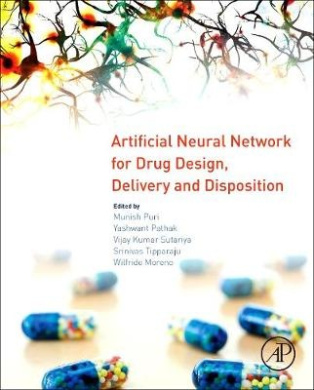 Artificial Neural Network
for Drug Design,
Delivery and Disposition
Edited by
Munish Puri
Yashwant Pathak
Vijay Kumar Sutariya
Srinivas Tipparaju
Wilfrido Moreno
AP